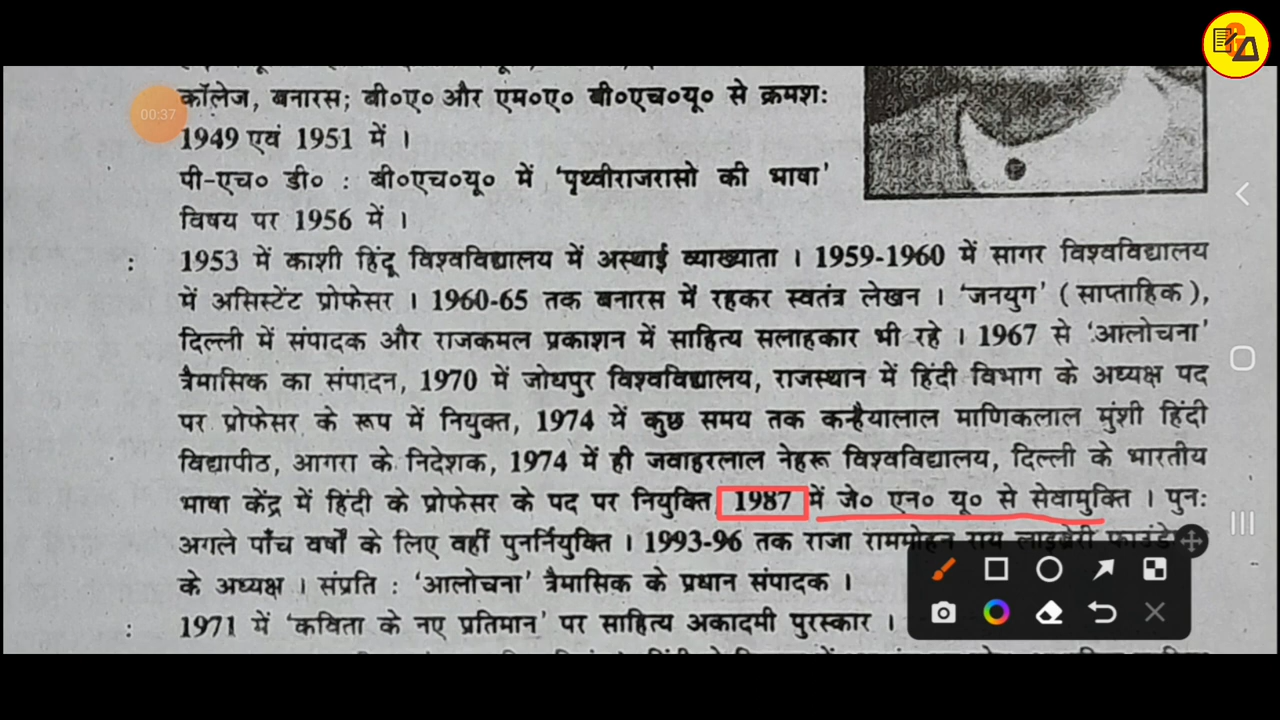 कॉलेज, बनारस; बी०ए० और एम०ए० बी०एच०यू० से क्रमशः
00:37
1949 एवं 1951 में ।
पी-एच० डी० : बी०एच०यू० में 'पृथ्वीराजरासो की भाषा'
विषय पर 1956 में ।
: 1953 में काशी हिंदू विश्वविद्यालय में अस्थाई व्याख्याता । 1959-1960 में सागर विश्वविद्यालय
में असिस्टेंट प्रोफेसर । 1960-65 तक बनारस में रहकर स्वतंत्र लेखन । 'जनयुग' (साप्ताहिक),
दिल्ली में संपादक और राजकमल प्रकाशन में साहित्य सलाहकार भी रहे । 1967 से 'आलोचना'
त्रैमासिक का संपादन, 1970 में जोधपुर विश्वविद्यालय, राजस्थान में हिंदी विभाग के अध्यक्ष पद
पर प्रोफेसर के रूप में नियुक्त, 1974 में कुछ समय तक कन्हैयालाल माणिकलाल मुंशी हिंदी
विद्यापीठ, आगरा के निदेशक, 1974 में ही जवाहरलाल नेहरू विश्वविद्यालय, दिल्ली के भारतीय
भाषा केंद्र में हिंदी के प्रोफेसर के पद पर नियुक्ति 1987 में जे० एन० यू० से सेवामुक्ति । पुनः
अगले पाँच वर्षों के लिए वहीं पुनर्नियुक्ति । 1993-96 तक राजा राममोहन राय लाइब्रेरी फाउंडे
के अध्यक्ष । संप्रति : 'आलोचना' त्रैमासिक के प्रधान संपादक ।
: 1971 में 'कविता के नए प्रतिमान' पर साहित्य अकादमी पुरस्कार ।